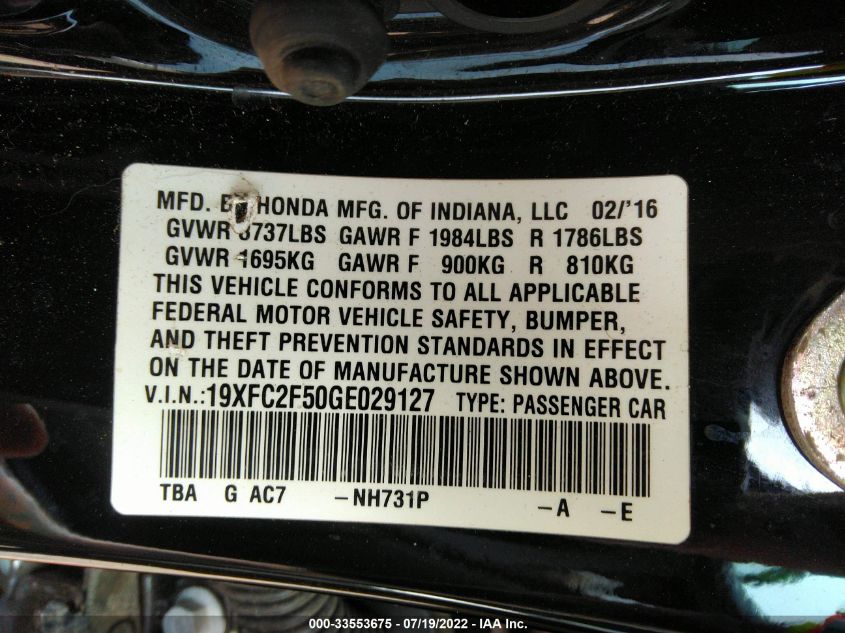 MFD. BY HONDA MFG. OF INDIANA, LLC 02/'16
GVWR 3737LBS GAWR F 1984LBS R 1786LBS
GVWR 1695KG GAWR F 900KG R 810KG
THIS VEHICLE CONFORMS TO ALL APPLICABLE
FEDERAL MOTOR VEHICLE SAFETY, BUMPER,
AND THEFT PREVENTION STANDARDS IN EFFECT
ON THE DATE OF MANUFACTURE SHOWN ABOVE.
V.I.N.:19XFC2F50GE029127 TYPE: PASSENGER CAR
TBA G AC7 -NH731P -A -E
000-33553675 - 07/19/2022 - IAA Inc.